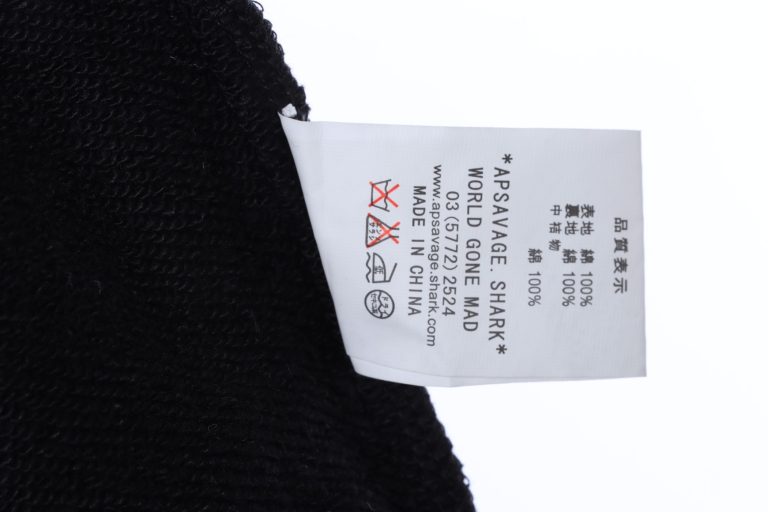 品質表示
表地 綿 100%
裏地 綿 100%
中桔物 綿 100%
*APSAVAGE.SHARK*
WORLD GONE MAD
03 (5772) 2524
www.apsavage.shark.com
MADE IN CHINA